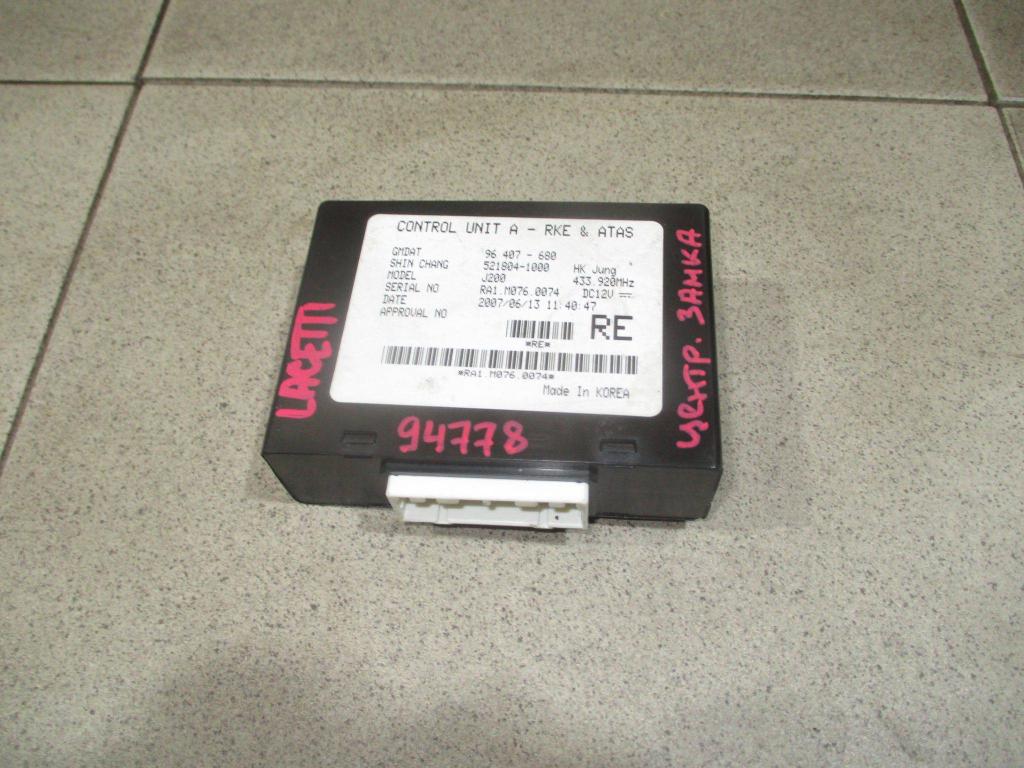 CONTROL UNIT A - RKE & ATAS
GMDAT 96 407 - 680
SHIN CHANG 521804-1000 HK Jung
MODEL J200 433.920MHz
SERIAL NO RA1.M076.0074 DC12V
DATE 2007/06/13 11:40:47
APPROVAL NO
RE
*RE*
*RA1.M076.0074*
Made In KOREA
LACETTI
94778
центр. ЗАМКА